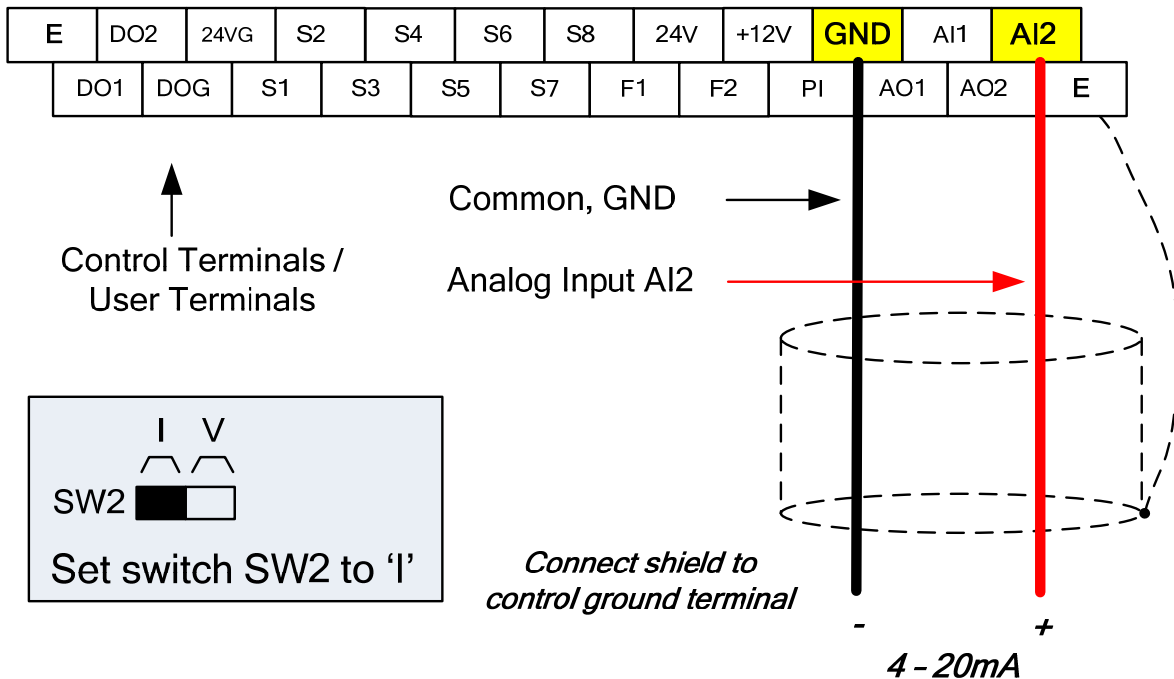 E DO2 24VG S2 S4 S6 S8 24V +12V GND AI1 AI2
DO1 DOG S1 S3 S5 S7 F1 F2 PI AO1 AO2 E
Common, GND
Control Terminals /
User Terminals
Analog Input AI2
I V
SW2
Set switch SW2 to ‘I’
Connect shield to
control ground terminal
- +
4 – 20mA